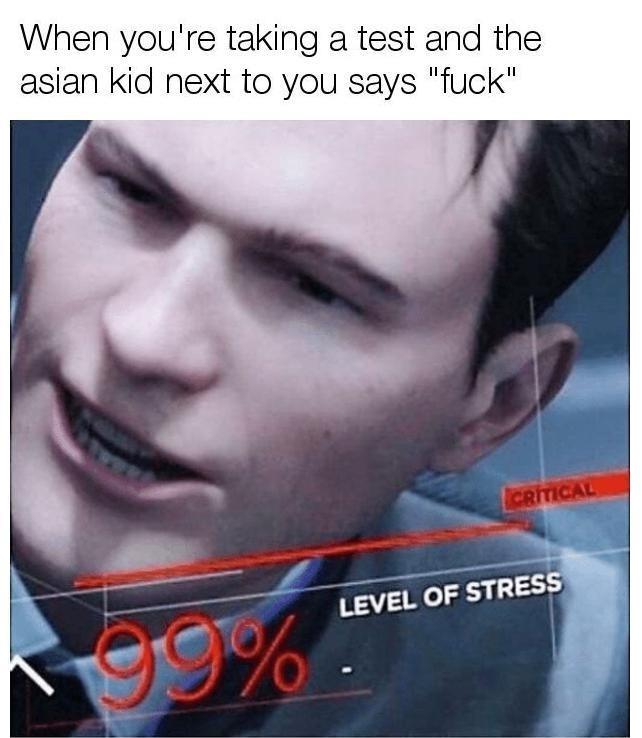 When you're taking a test and the
asian kid next to you says "fuck"
CRITICAL
LEVEL OF STRESS
99%